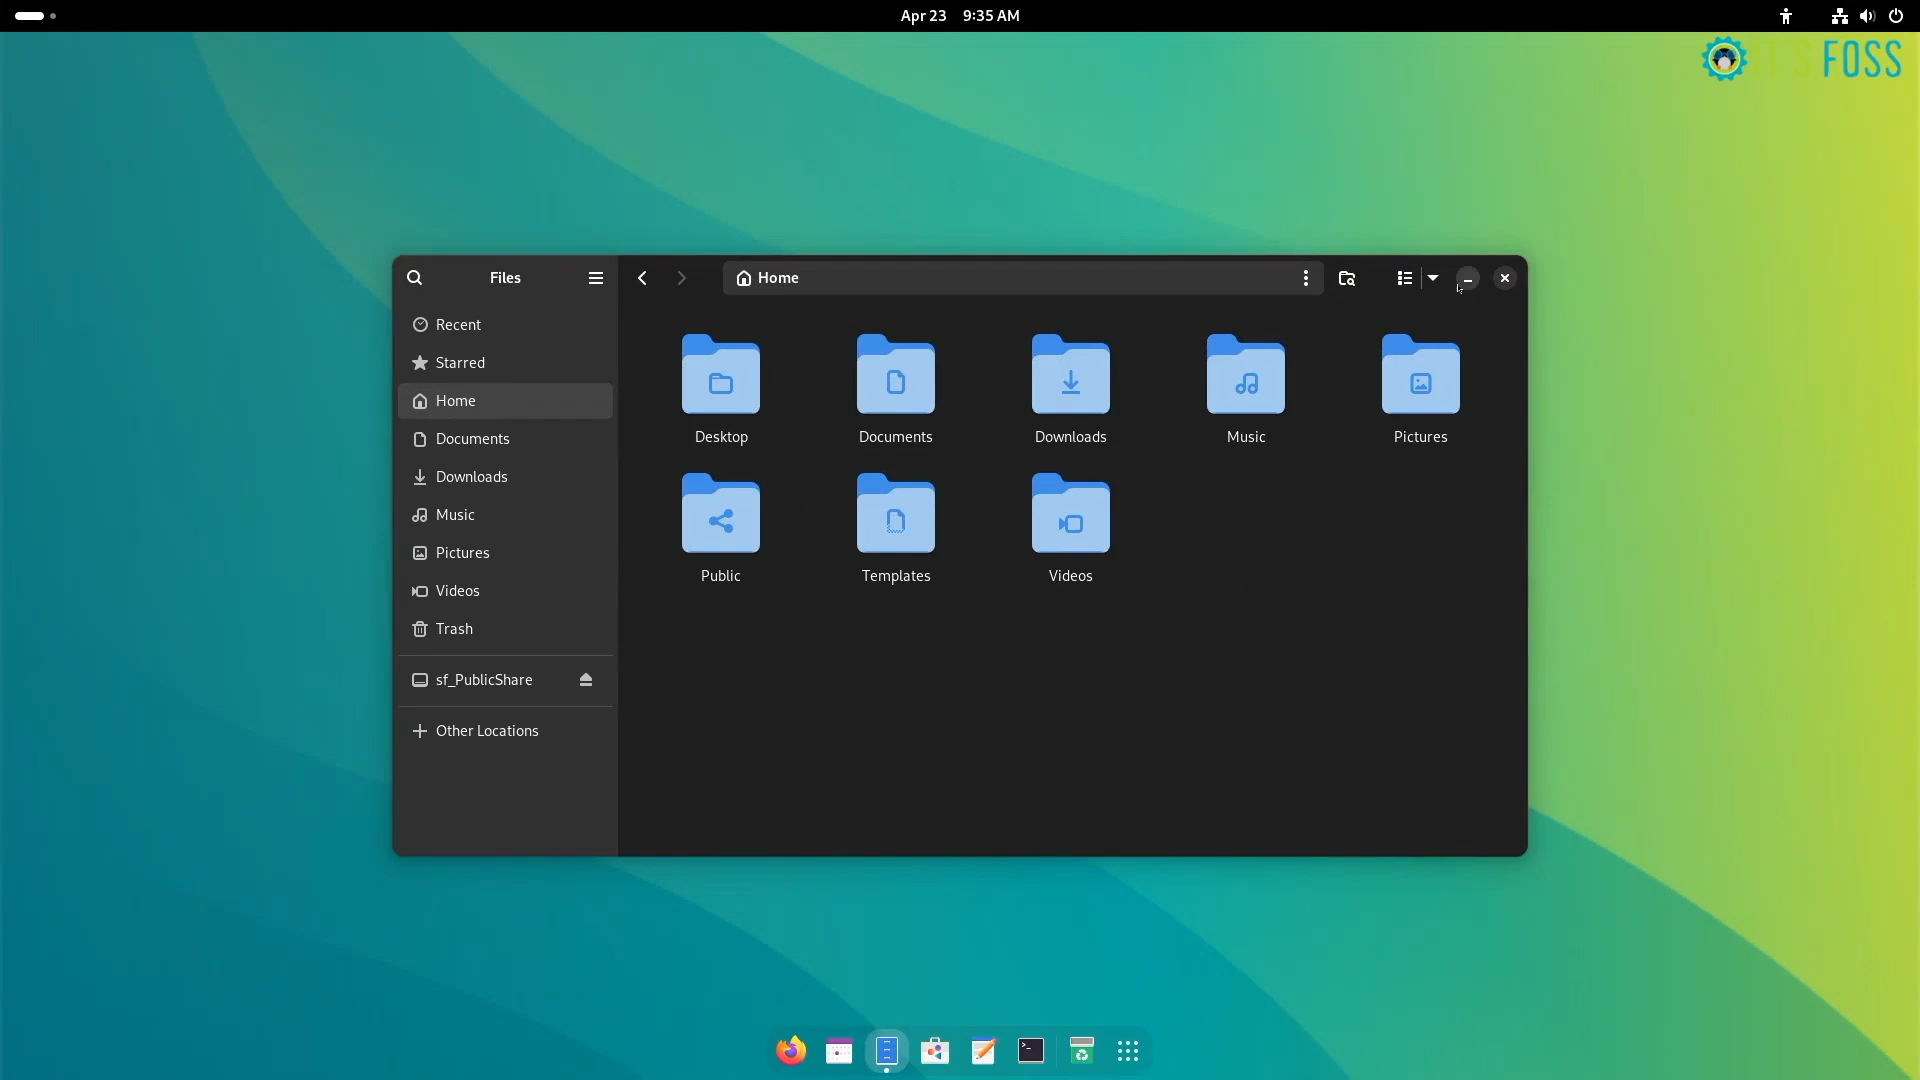 Apr 23 9:35 AM
IT'S FOSS
Files
Home
Recent
Starred
Home
Documents
Downloads
Music
Pictures
Videos
Trash
sf_PublicShare
Other Locations
Desktop
Documents
Downloads
Music
Pictures
Public
Templates
Videos